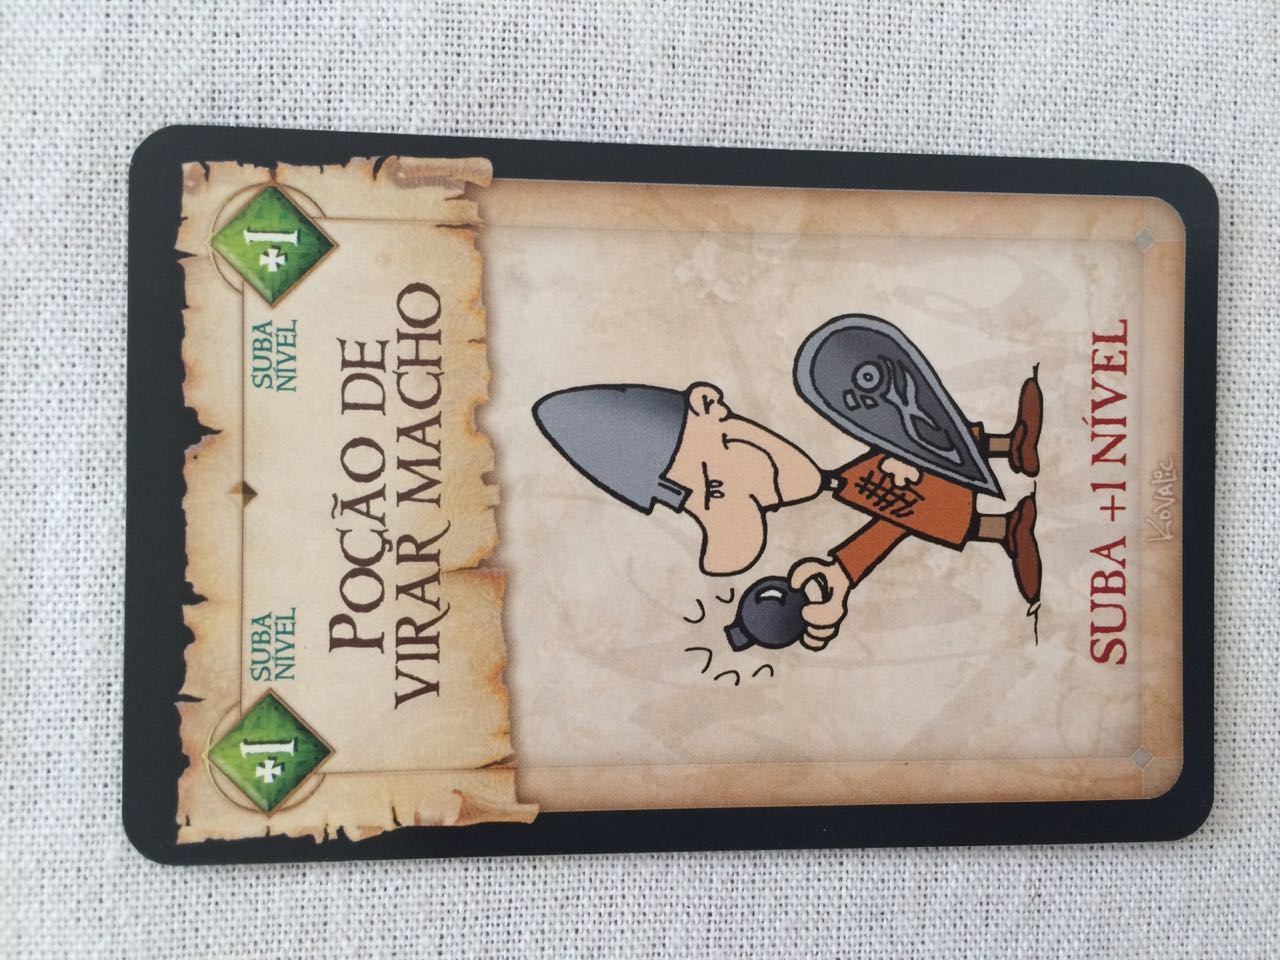 +1 SUBA NÍVEL SUBA NÍVEL +1
POÇÃO DE
VIRAR MACHO
SUBA +1 NÍVEL
KOVALIC